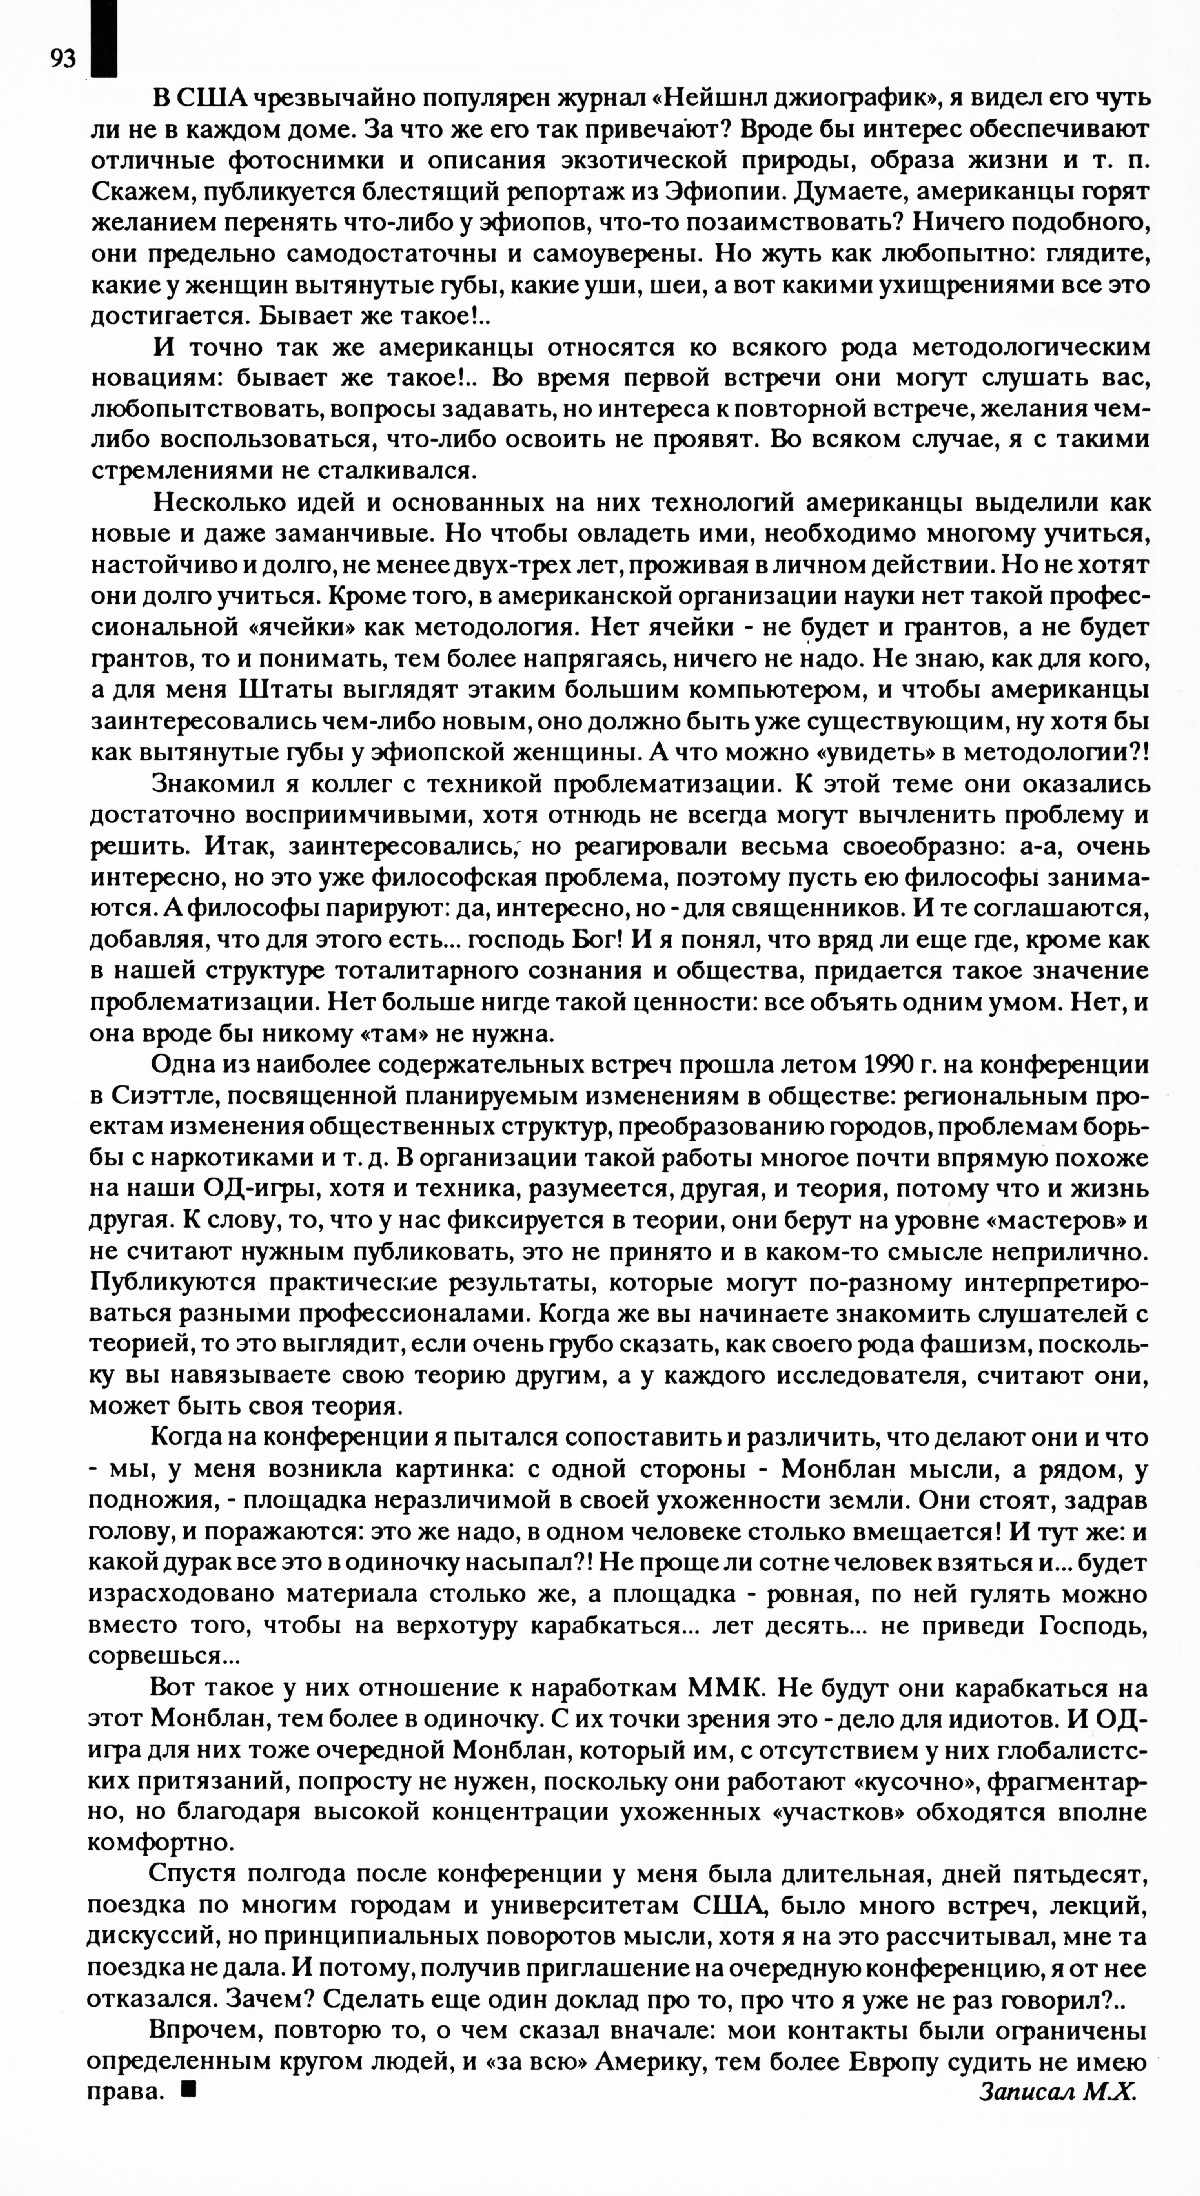 93
В США чрезвычайно популярен журнал «Нейшнл джиографик», я видел его чуть
ли не в каждом доме. За что же его так привечают? Вроде бы интерес обеспечивают
отличные фотоснимки и описания экзотической природы, образа жизни и т. п.
Скажем, публикуется блестящий репортаж из Эфиопии. Думаете, американцы горят
желанием перенять что-либо у эфиопов, что-то позаимствовать? Ничего подобного,
они предельно самодостаточны и самоуверены. Но жуть как любопытно: глядите,
какие у женщин вытянутые губы, какие уши, шеи, а вот какими ухищрениями все это
достигается. Бывает же такое!..
И точно так же американцы относятся ко всякого рода методологическим
новациям: бывает же такое!.. Во время первой встречи они могут слушать вас,
любопытствовать, вопросы задавать, но интереса к повторной встрече, желания чем-
либо воспользоваться, что-либо освоить не проявят. Во всяком случае, я с такими
стремлениями не сталкивался.
Несколько идей и основанных на них технологий американцы выделили как
новые и даже заманчивые. Но чтобы овладеть ими, необходимо многому учиться,
настойчиво и долго, не менее двух-трех лет, проживая в личном действии. Но не хотят
они долго учиться. Кроме того, в американской организации науки нет такой профес-
сиональной «ячейки» как методология. Нет ячейки - не будет и грантов, а не будет
грантов, то и понимать, тем более напрягаясь, ничего не надо. Не знаю, как для кого,
а для меня Штаты выглядят этаким большим компьютером, и чтобы американцы
заинтересовались чем-либо новым, оно должно быть уже существующим, ну хотя бы
как вытянутые губы у эфиопской женщины. А что можно «увидеть» в методологии?!
Знакомил я коллег с техникой проблематизации. К этой теме они оказались
достаточно восприимчивыми, хотя отнюдь не всегда могут вычленить проблему и
решить. Итак, заинтересовались, но реагировали весьма своеобразно: а-а, очень
интересно, но это уже философская проблема, поэтому пусть ею философы занима-
ются. А философы парируют: да, интересно, но - для священников. И те соглашаются,
добавляя, что для этого есть... господь Бог! И я понял, что вряд ли еще где, кроме как
в нашей структуре тоталитарного сознания и общества, придается такое значение
проблематизации. Нет больше нигде такой ценности: все объять одним умом. Нет, и
она вроде бы никому «там» не нужна.
Одна из наиболее содержательных встреч прошла летом 1990 г. на конференции
в Сиэттле, посвященной планируемым изменениям в обществе: региональным про-
ектам изменения общественных структур, преобразованию городов, проблемам борь-
бы с наркотиками и т. д. В организации такой работы многое почти впрямую похоже
на наши ОД-игры, хотя и техника, разумеется, другая, и теория, потому что и жизнь
другая. К слову, то, что у нас фиксируется в теории, они берут на уровне «мастеров» и
не считают нужным публиковать, это не принято и в каком-то смысле неприлично.
Публикуются практические результаты, которые могут по-разному интерпретиро-
ваться разными профессионалами. Когда же вы начинаете знакомить слушателей с
теорией, то это выглядит, если очень грубо сказать, как своего рода фашизм, посколь-
ку вы навязываете свою теорию другим, а у каждого исследователя, считают они,
может быть своя теория.
Когда на конференции я пытался сопоставить и различить, что делают они и что
- мы, у меня возникла картинка: с одной стороны - Монблан мысли, а рядом, у
подножия, - площадка неразличимой в своей ухоженности земли. Они стоят, задрав
голову, и поражаются: это же надо, в одном человеке столько вмещается! И тут же: и
какой дурак все это в одиночку насыпал?! Не проще ли сотне человек взяться и... будет
израсходовано материала столько же, а площадка - ровная, по ней гулять можно
вместо того, чтобы на верхотуру карабкаться... лет десять... не приведи Господь,
сорвешься...
Вот такое у них отношение к наработкам ММК. Не будут они карабкаться на
этот Монблан, тем более в одиночку. С их точки зрения это - дело для идиотов. И ОД-
игра для них тоже очередной Монблан, который им, с отсутствием у них глобалистс-
ких притязаний, попросту не нужен, поскольку они работают «кусочно», фрагментар-
но, но благодаря высокой концентрации ухоженных «участков» обходятся вполне
комфортно.
Спустя полгода после конференции у меня была длительная, дней пятьдесят,
поездка по многим городам и университетам США, было много встреч, лекций,
дискуссий, но принципиальных поворотов мысли, хотя я на это рассчитывал, мне та
поездка не дала. И потому, получив приглашение на очередную конференцию, я от нее
отказался. Зачем? Сделать еще один доклад про то, про что я уже не раз говорил?..
Впрочем, повторю то, о чем сказал вначале: мои контакты были ограничены
определенным кругом людей, и «за всю» Америку, тем более Европу судить не имею
права. ■ Записал М.Х.